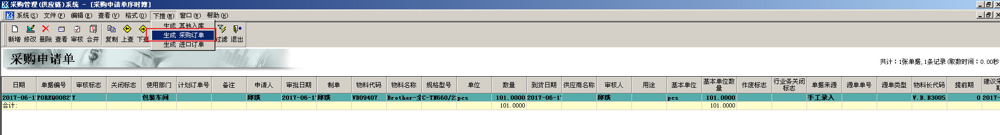 采购管理(供应链)系统 - [采购申请单序时簿]
系统(S) 文件(F) 编辑(E) 查看(V) 格式(O) 下推(M) 窗口(W) 帮助(H)
生成 其他入库
生成 采购订单
生成 进口订单
新增 修改 删除 查看 审核 合并 复制 上查 下查 过滤 退出
采购申请单
共计：1张单据,1条记录(取数时间：0.00秒
日期 单据编号 审核标志 关闭标志 使用部门 计划订单号 备注 申请人 审批日期 制单 物料代码 物料名称 规格型号 单位 数量 到货日期 供应商名称 审核人 用途 基本单位 基本单位数量 作废标志 行业务关闭标志 单据来源 源单单号 源单类型 物料长代码 提前期 建议采
2017-06-1 POREQ0082 Y 包装车间 邱琰 2017-06-1 邱琰 VB09407 Brother-全 C-TN660/2 pcs 101.0000 2017-06-1 邱琰 pcs 101.0000 手工录入 V.B.B3005. 0 2017-
合计: 101.0000 101.0000